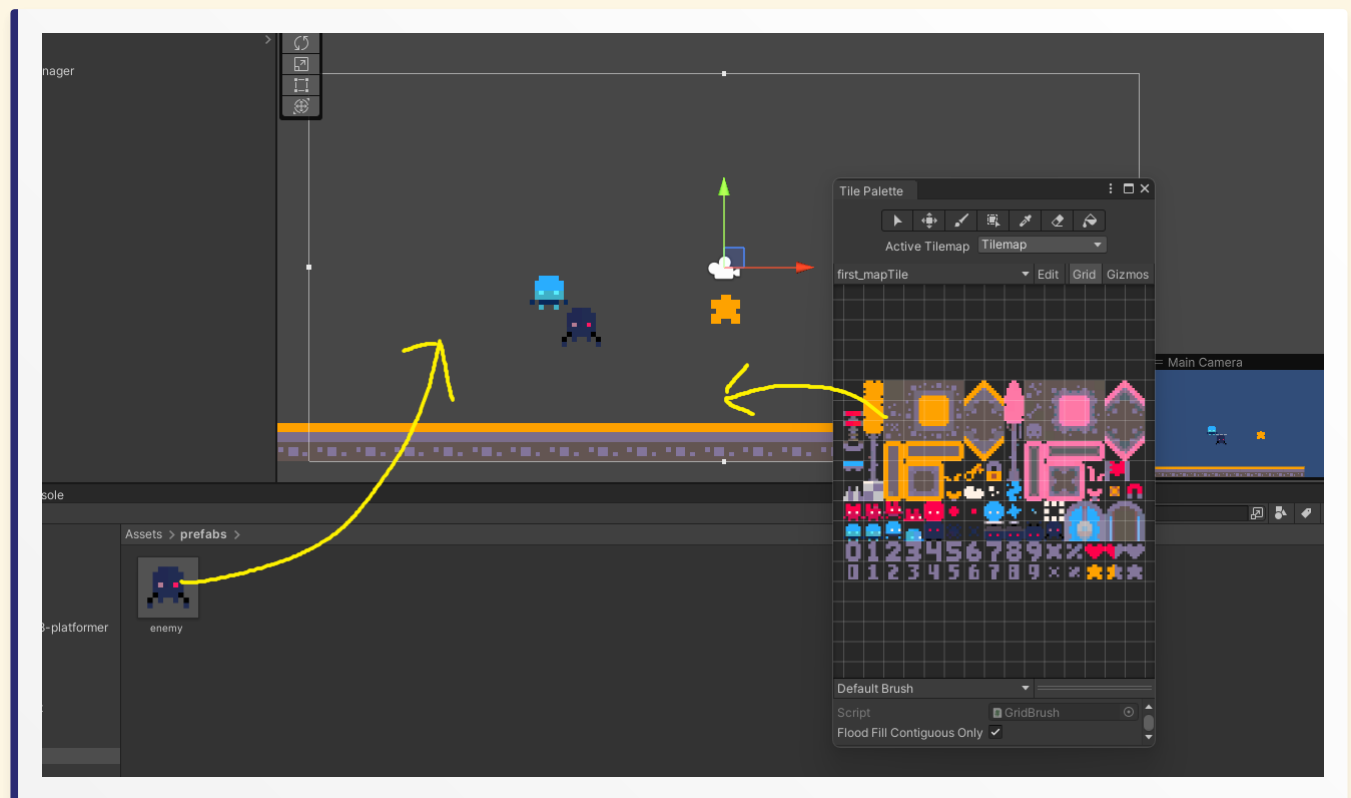 nager
Tile Palette
Active Tilemap Tilemap
first_mapTile Edit Grid Gizmos
= Main Camera
0123456789
0123456789
sole
Assets > prefabs >
enemy
3-platformer
Default Brush
Script GridBrush
Flood Fill Contiguous Only